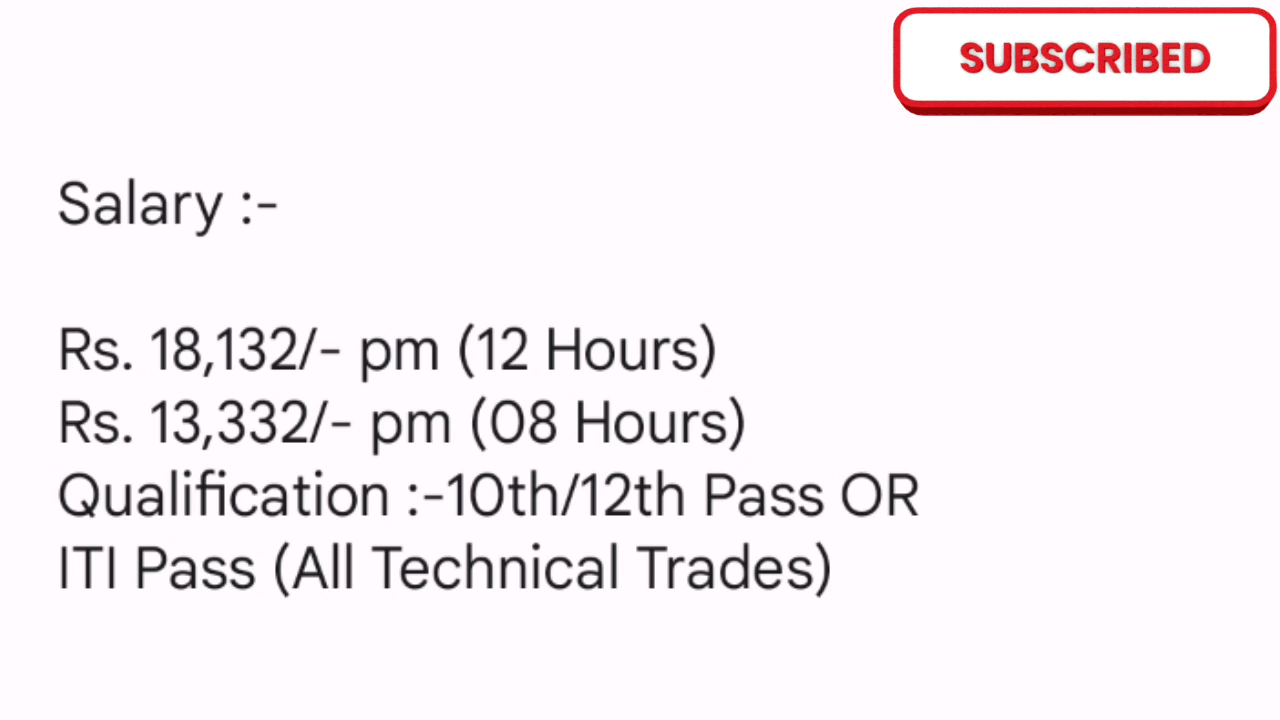 SUBSCRIBED
Salary :-
Rs. 18,132/- pm (12 Hours)
Rs. 13,332/- pm (08 Hours)
Qualification :-10th/12th Pass OR
ITI Pass (All Technical Trades)